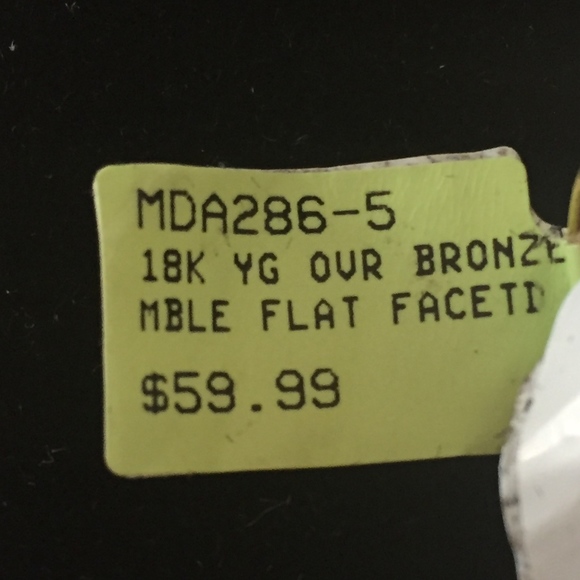 MDA286-5
18K YG OVR BRONZE
MBLE FLAT FACETD
$59.99